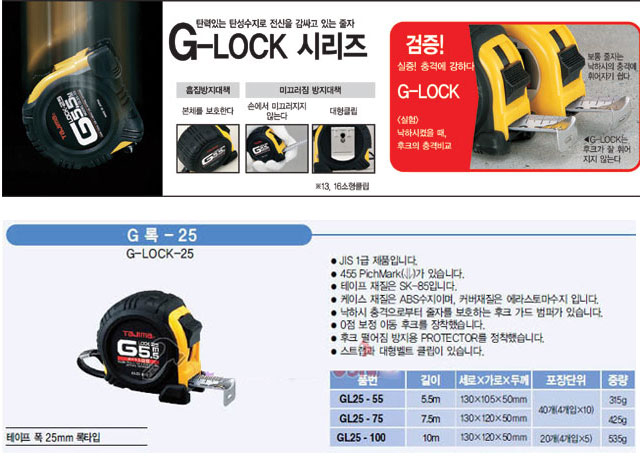 탄력있는 탄성수지로 전신을 감싸고 있는 줄자
G-LOCK 시리즈
흠집방지대책
미끄러짐 방지대책
본체를 보호한다
손에서 미끄러지지
않는다
대형클립
※13, 16소형클립
검증!
실증! 충격에 강하다
G-LOCK
<실험>
낙하시켰을 때,
후크의 충격비교
보통 줄자는
낙하시의 충격에
휘어지기 쉽다
◀G-LOCK는
후크가 잘 휘어
지지 않는다
G 록 - 25
G-LOCK-25
TAJIMA
G LOCK
5.5
테이프 폭 25mm 록타입
● JIS 1급 제품입니다.
● 455 PichMark(⇩)가 있습니다.
● 테이프 재질은 SK-85입니다.
● 케이스 재질은 ABS수지이며, 커버재질은 에라스토마수지 입니다.
● 낙하시 충격으로부터 줄자를 보호하는 후크 가드 범퍼가 있습니다.
● 0점 보정 이동 후크를 장착했습니다.
● 후크 떨어짐 방지용 PROTECTOR를 정착했습니다.
● 스트랩과 대형벨트 클립이 있습니다.
품번 길이 세로×가로×두께 포장단위 중량
GL25 - 55 5.5m 130×105×50mm 40개(4개입×10) 315g
GL25 - 75 7.5m 130×120×50mm 425g
GL25 - 100 10m 130×120×50mm 20개(4개입×5) 535g